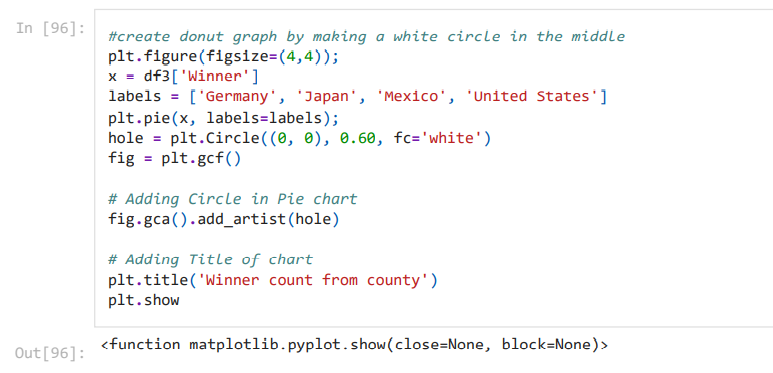 In [96]:
#create donut graph by making a white circle in the middle
plt.figure(figsize=(4,4));
x = df3['Winner']
labels = ['Germany', 'Japan', 'Mexico', 'United States']
plt.pie(x, labels=labels);
hole = plt.Circle((0, 0), 0.60, fc='white')
fig = plt.gcf()
# Adding Circle in Pie chart
fig.gca().add_artist(hole)
# Adding Title of chart
plt.title('Winner count from county')
plt.show
Out[96]:
<function matplotlib.pyplot.show(close=None, block=None)>